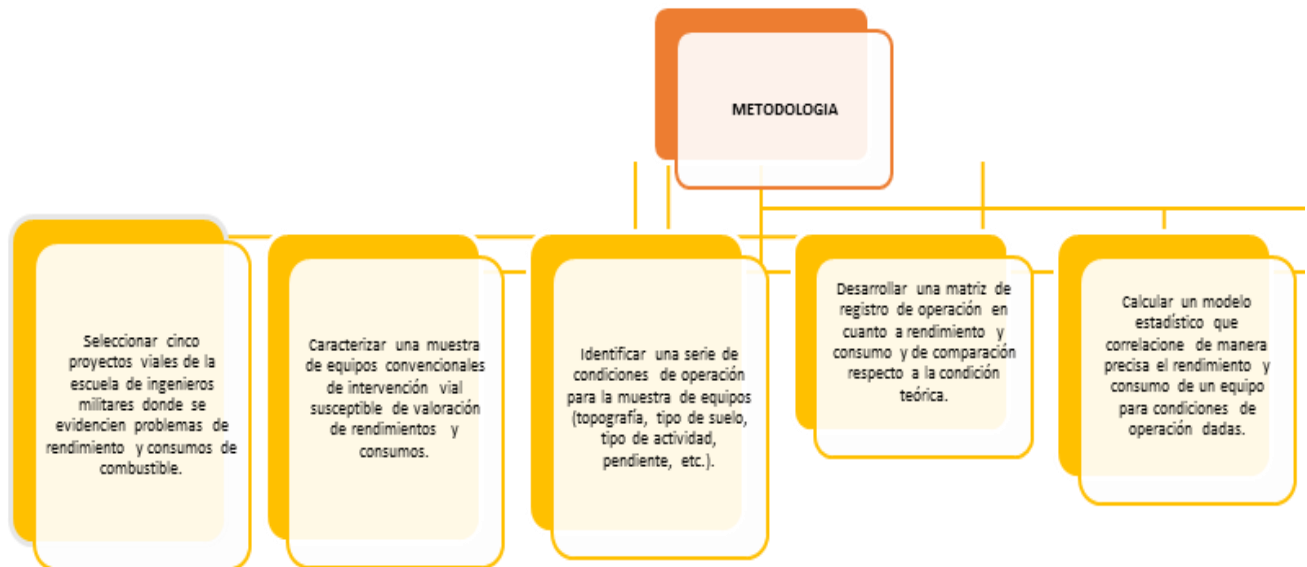 METODOLOGIA
Seleccionar cinco
proyectos viales de la
escuela de ingenieros
militares donde se
evidencien problemas de
rendimiento y consumos de
combustible.
Caracterizar una muestra
de equipos convencionales
de intervención vial
susceptible de valoración
de rendimientos y
consumos.
Identificar una serie de
condiciones de operación
para la muestra de equipos
(topografía, tipo de suelo,
tipo de actividad,
pendiente, etc.).
Desarrollar una matriz de
registro de operación en
cuanto a rendimiento y
consumo y de comparación
respecto a la condición
teórica.
Calcular un modelo
estadístico que
correlacione de manera
precisa el rendimiento y
consumo de un equipo
para condiciones de
operación dadas.